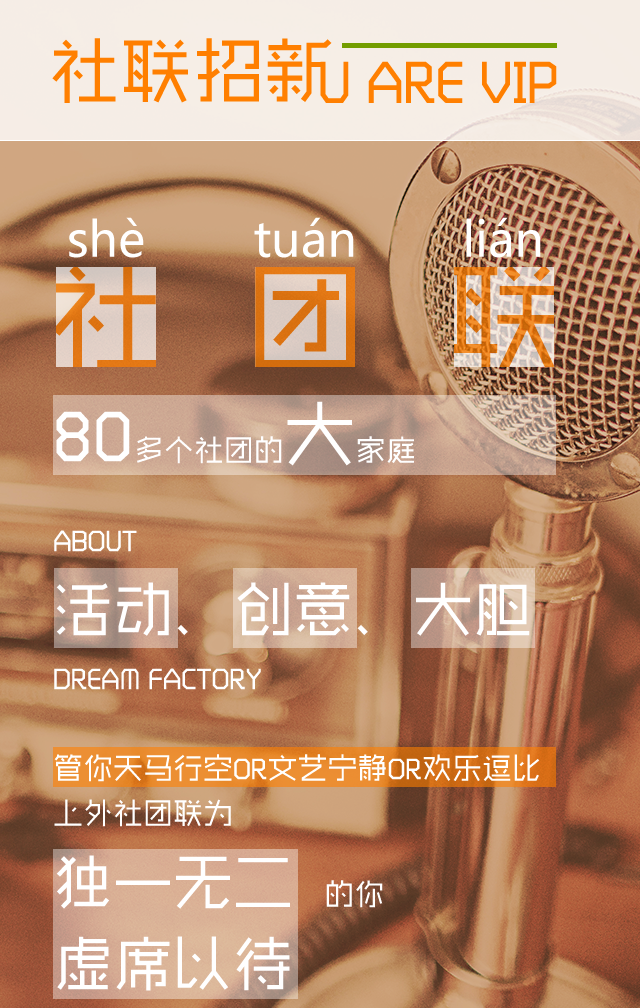 社联招新U ARE VIP
shè tuán lián
社 团 联
80多个社团的大家庭
ABOUT
活动、创意、大胆
DREAM FACTORY
管你天马行空OR文艺宁静OR欢乐逗比
上外社团联为
独一无二 的你
虚席以待